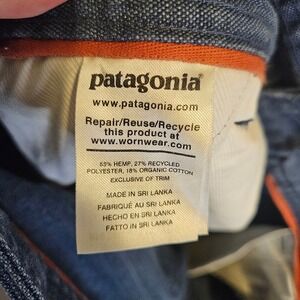 patagonia®
www.patagonia.com
Repair/Reuse/Recycle
this product at
www.wornwear.com
55% HEMP, 27% RECYCLED
POLYESTER, 18% ORGANIC COTTON
EXCLUSIVE OF TRIM
MADE IN SRI LANKA
FABRIQUÉ AU SRI LANKA
HECHO EN SRI LANKA
FATTO IN SRI LANKA